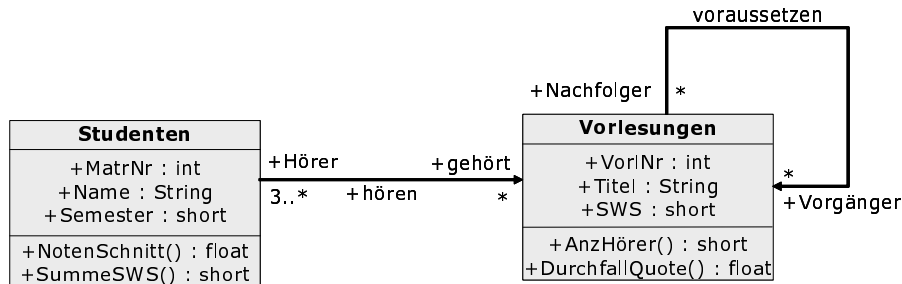 voraussetzen
+Nachfolger *
Studenten
+MatrNr : int
+Name : String
+Semester : short
+NotenSchnitt() : float
+SummeSWS() : short
+Hörer
3..*
+hören
+gehört
*
Vorlesungen
+VorlNr : int
+Titel : String
+SWS : short
+AnzHörer() : short
+DurchfallQuote() : float
*
+Vorgänger